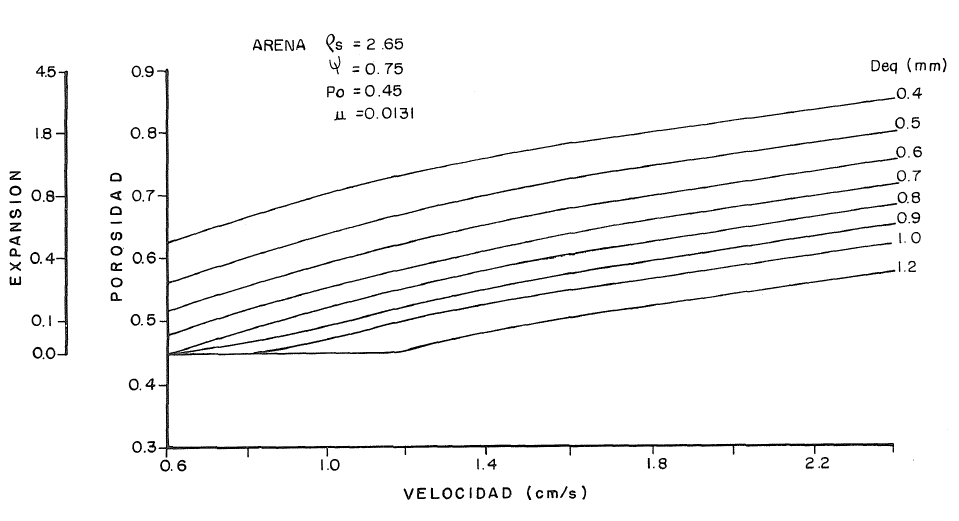 ARENA ρs = 2.65
ψ = 0.75
Po = 0.45
μ = 0.0131
Deq (mm)
0.4
0.5
0.6
0.7
0.8
0.9
1.0
1.2
EXPANSION
4.5
1.8
0.8
0.4
0.1
0.0
POROSIDAD
0.9
0.8
0.7
0.6
0.5
0.4
0.3
0.6 1.0 1.4 1.8 2.2
VELOCIDAD (cm/s)